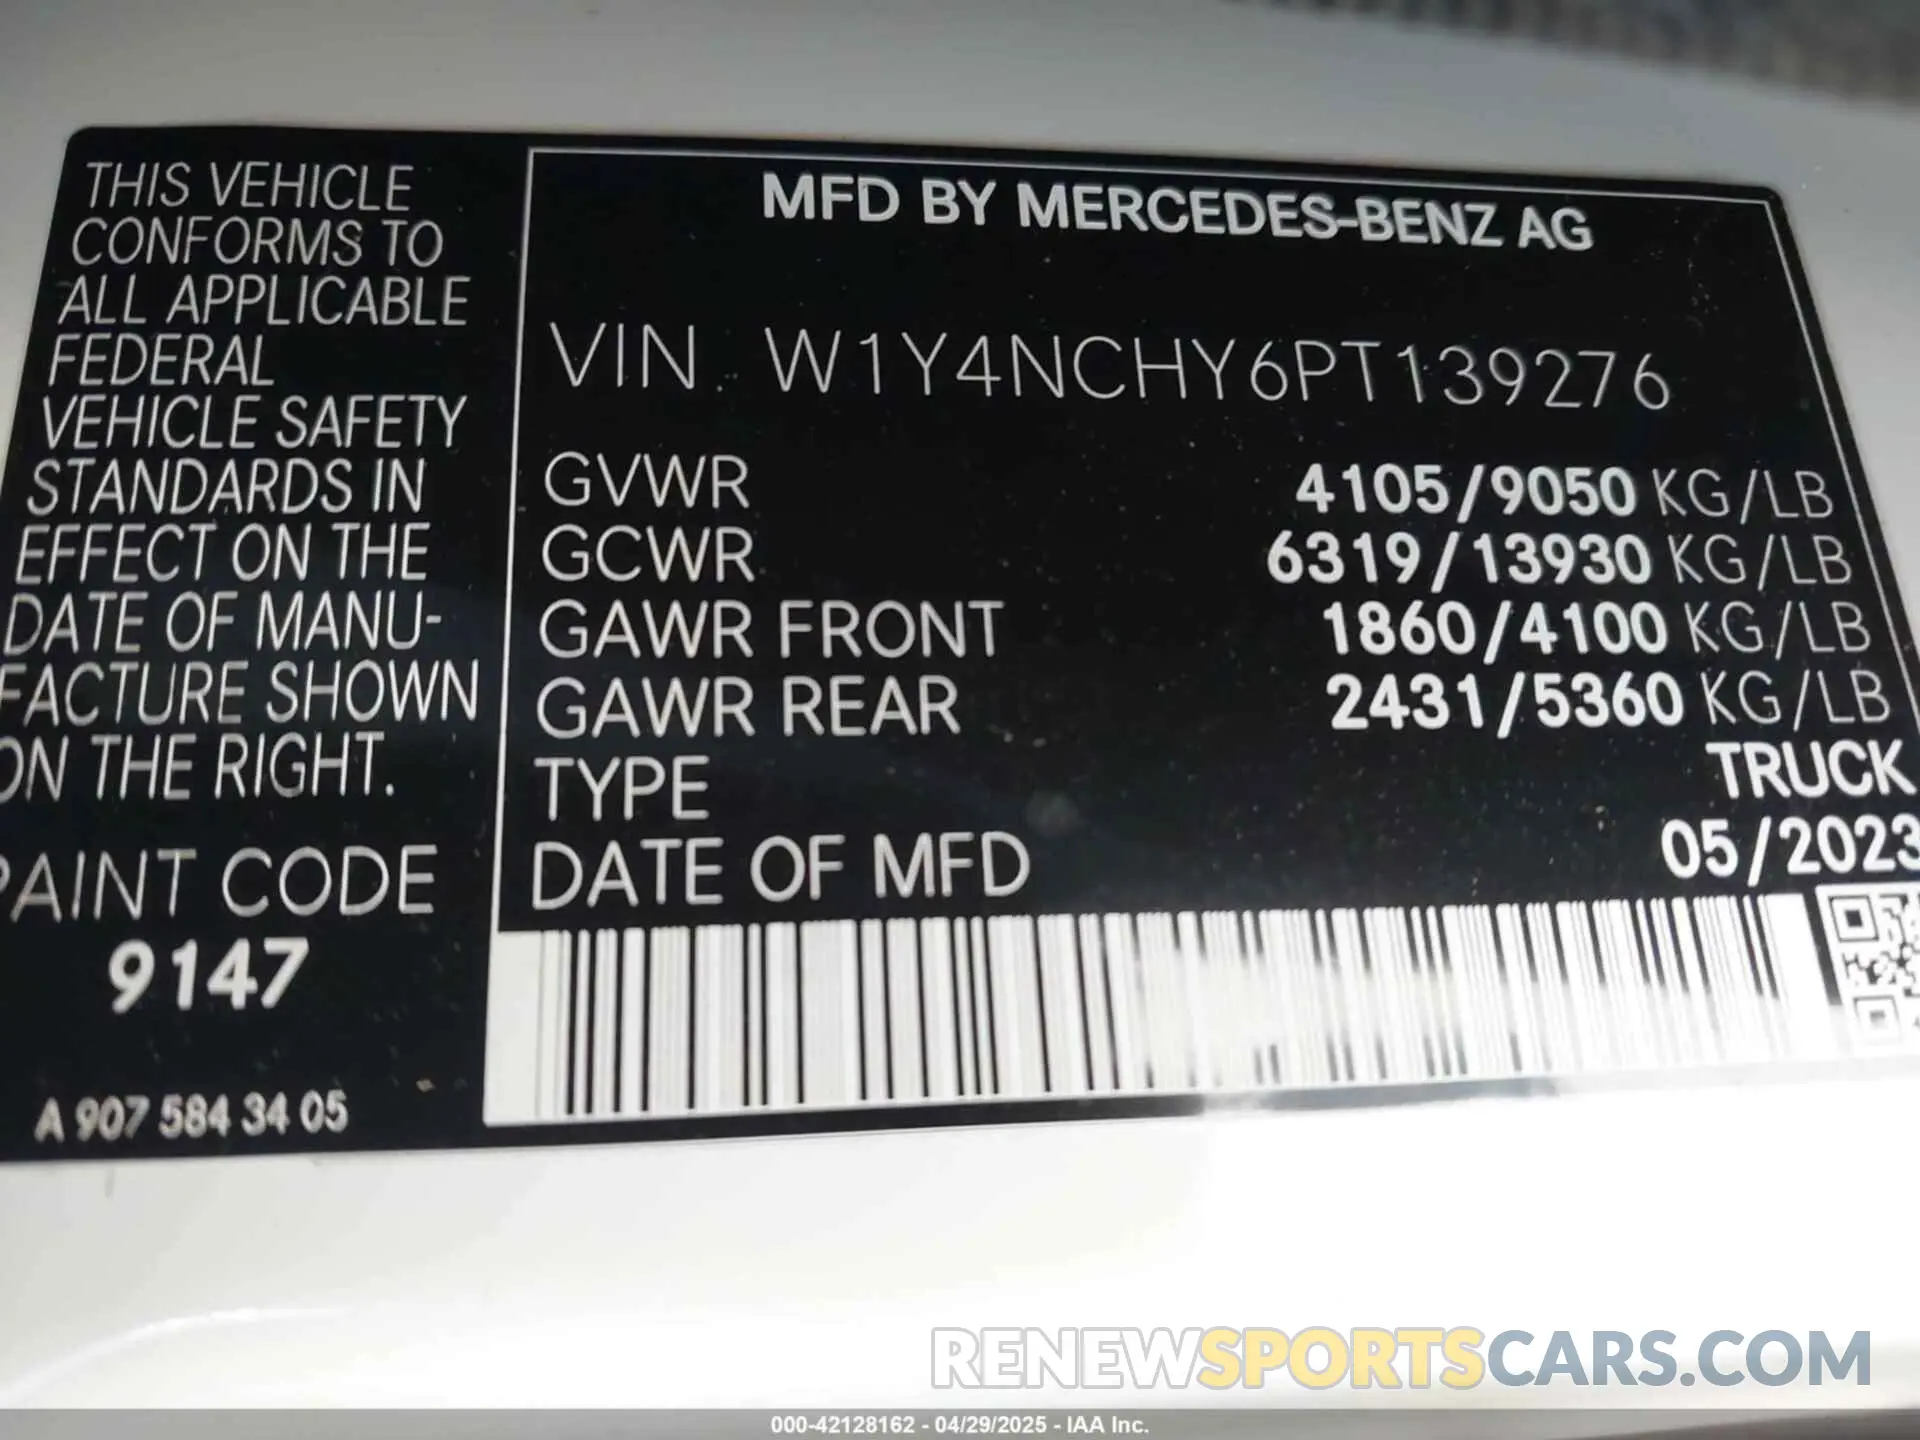 THIS VEHICLE
CONFORMS TO
ALL APPLICABLE
FEDERAL
VEHICLE SAFETY
STANDARDS IN
EFFECT ON THE
DATE OF MANU-
FACTURE SHOWN
ON THE RIGHT.
PAINT CODE
9147
A 907 584 34 05
MFD BY MERCEDES-BENZ AG
VIN W1Y4NCHY6PT139276
GVWR 4105/9050 KG/LB
GCWR 6319/13930 KG/LB
GAWR FRONT 1860/4100 KG/LB
GAWR REAR 2431/5360 KG/LB
TYPE TRUCK
DATE OF MFD 05/2023
RENEWSPORTSCARS.COM
000-42128162 - 04/29/2025 - IAA Inc.